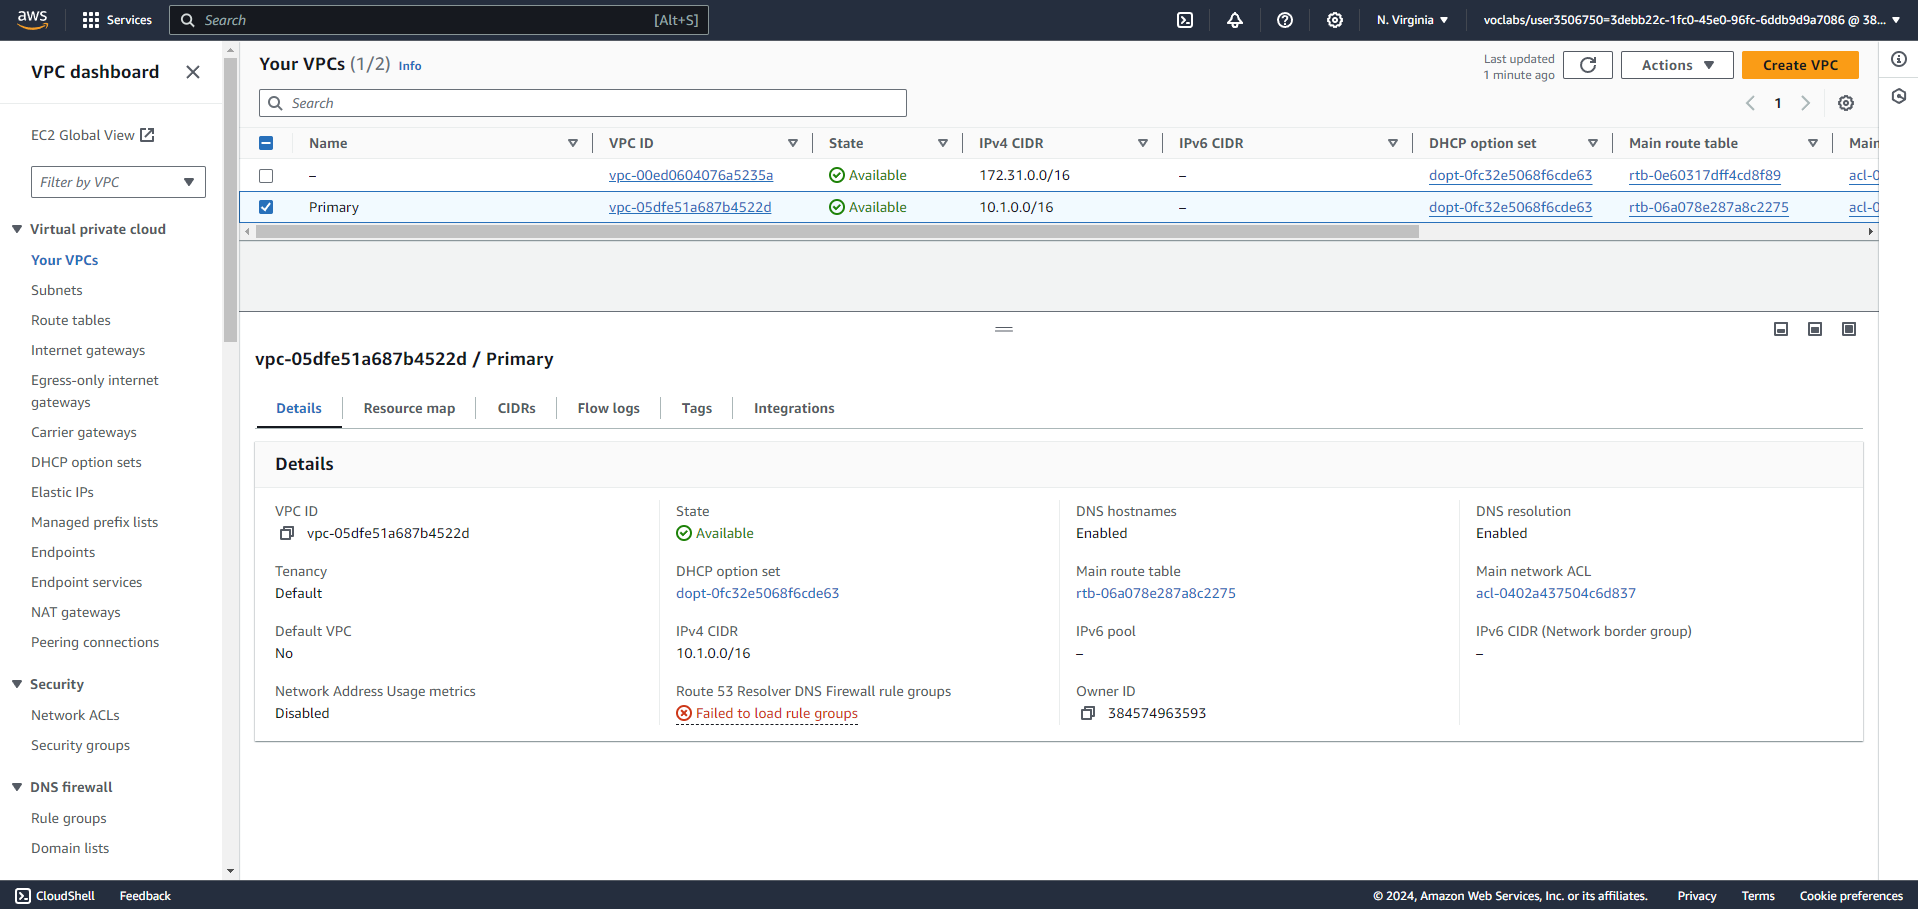 aws
Services
Search
[Alt+S]
N. Virginia
voclabs/user3506750=3debb22c-1fc0-45e0-96fc-6ddb9d9a7086 @ 38...
VPC dashboard
EC2 Global View
Filter by VPC
Virtual private cloud
Your VPCs
Subnets
Route tables
Internet gateways
Egress-only internet
gateways
Carrier gateways
DHCP option sets
Elastic IPs
Managed prefix lists
Endpoints
Endpoint services
NAT gateways
Peering connections
Security
Network ACLs
Security groups
DNS firewall
Rule groups
Domain lists
Your VPCs (1/2) Info
Last updated
1 minute ago
Actions
Create VPC
Search
1
Name VPC ID State IPv4 CIDR IPv6 CIDR DHCP option set Main route table Main
– vpc-00ed0604076a5235a Available 172.31.0.0/16 – dopt-0fc32e5068f6cde63 rtb-0e60317dff4cd8f89 acl-0
Primary vpc-05dfe51a687b4522d Available 10.1.0.0/16 – dopt-0fc32e5068f6cde63 rtb-06a078e287a8c2275 acl-0
vpc-05dfe51a687b4522d / Primary
Details Resource map CIDRs Flow logs Tags Integrations
Details
VPC ID
vpc-05dfe51a687b4522d
State
Available
DNS hostnames
Enabled
DNS resolution
Enabled
Tenancy
Default
DHCP option set
dopt-0fc32e5068f6cde63
Main route table
rtb-06a078e287a8c2275
Main network ACL
acl-0402a437504c6d837
Default VPC
No
IPv4 CIDR
10.1.0.0/16
IPv6 pool
–
IPv6 CIDR (Network border group)
–
Network Address Usage metrics
Disabled
Route 53 Resolver DNS Firewall rule groups
Failed to load rule groups
Owner ID
384574963593
CloudShell
Feedback
© 2024, Amazon Web Services, Inc. or its affiliates.
Privacy
Terms
Cookie preferences